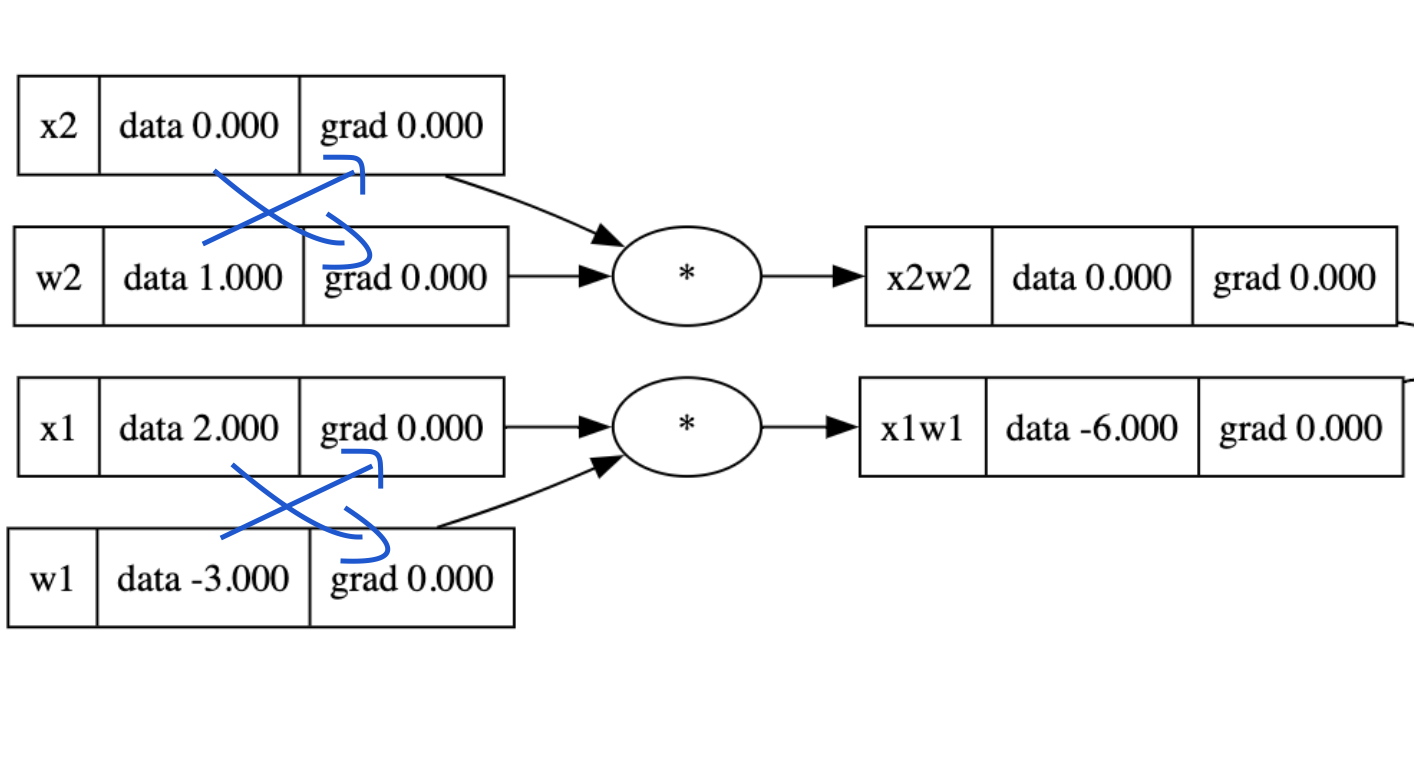 x2 data 0.000 grad 0.000
w2 data 1.000 grad 0.000 * x2w2 data 0.000 grad 0.000
x1 data 2.000 grad 0.000 * x1w1 data -6.000 grad 0.000
w1 data -3.000 grad 0.000